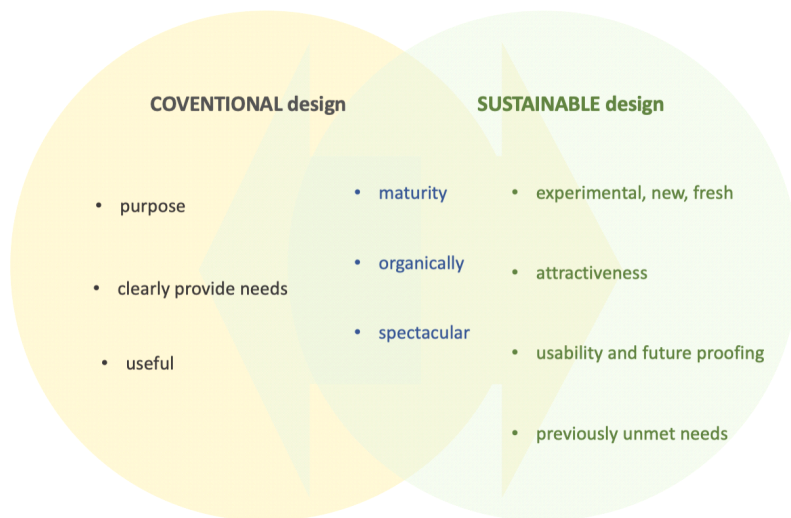 COVENTIONAL design
SUSTAINABLE design
• purpose
• clearly provide needs
• useful
• maturity
• organically
• spectacular
• experimental, new, fresh
• attractiveness
• usability and future proofing
• previously unmet needs